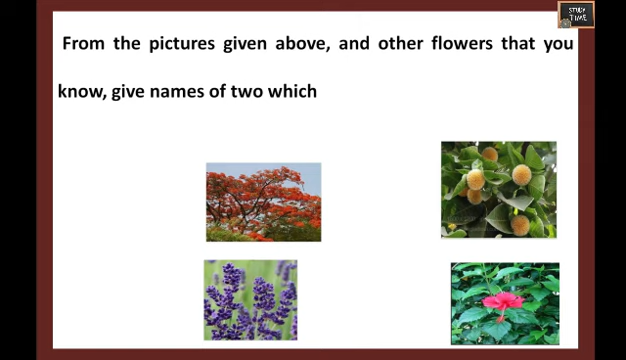 STUDY
TIME
From the pictures given above, and other flowers that you
know, give names of two which